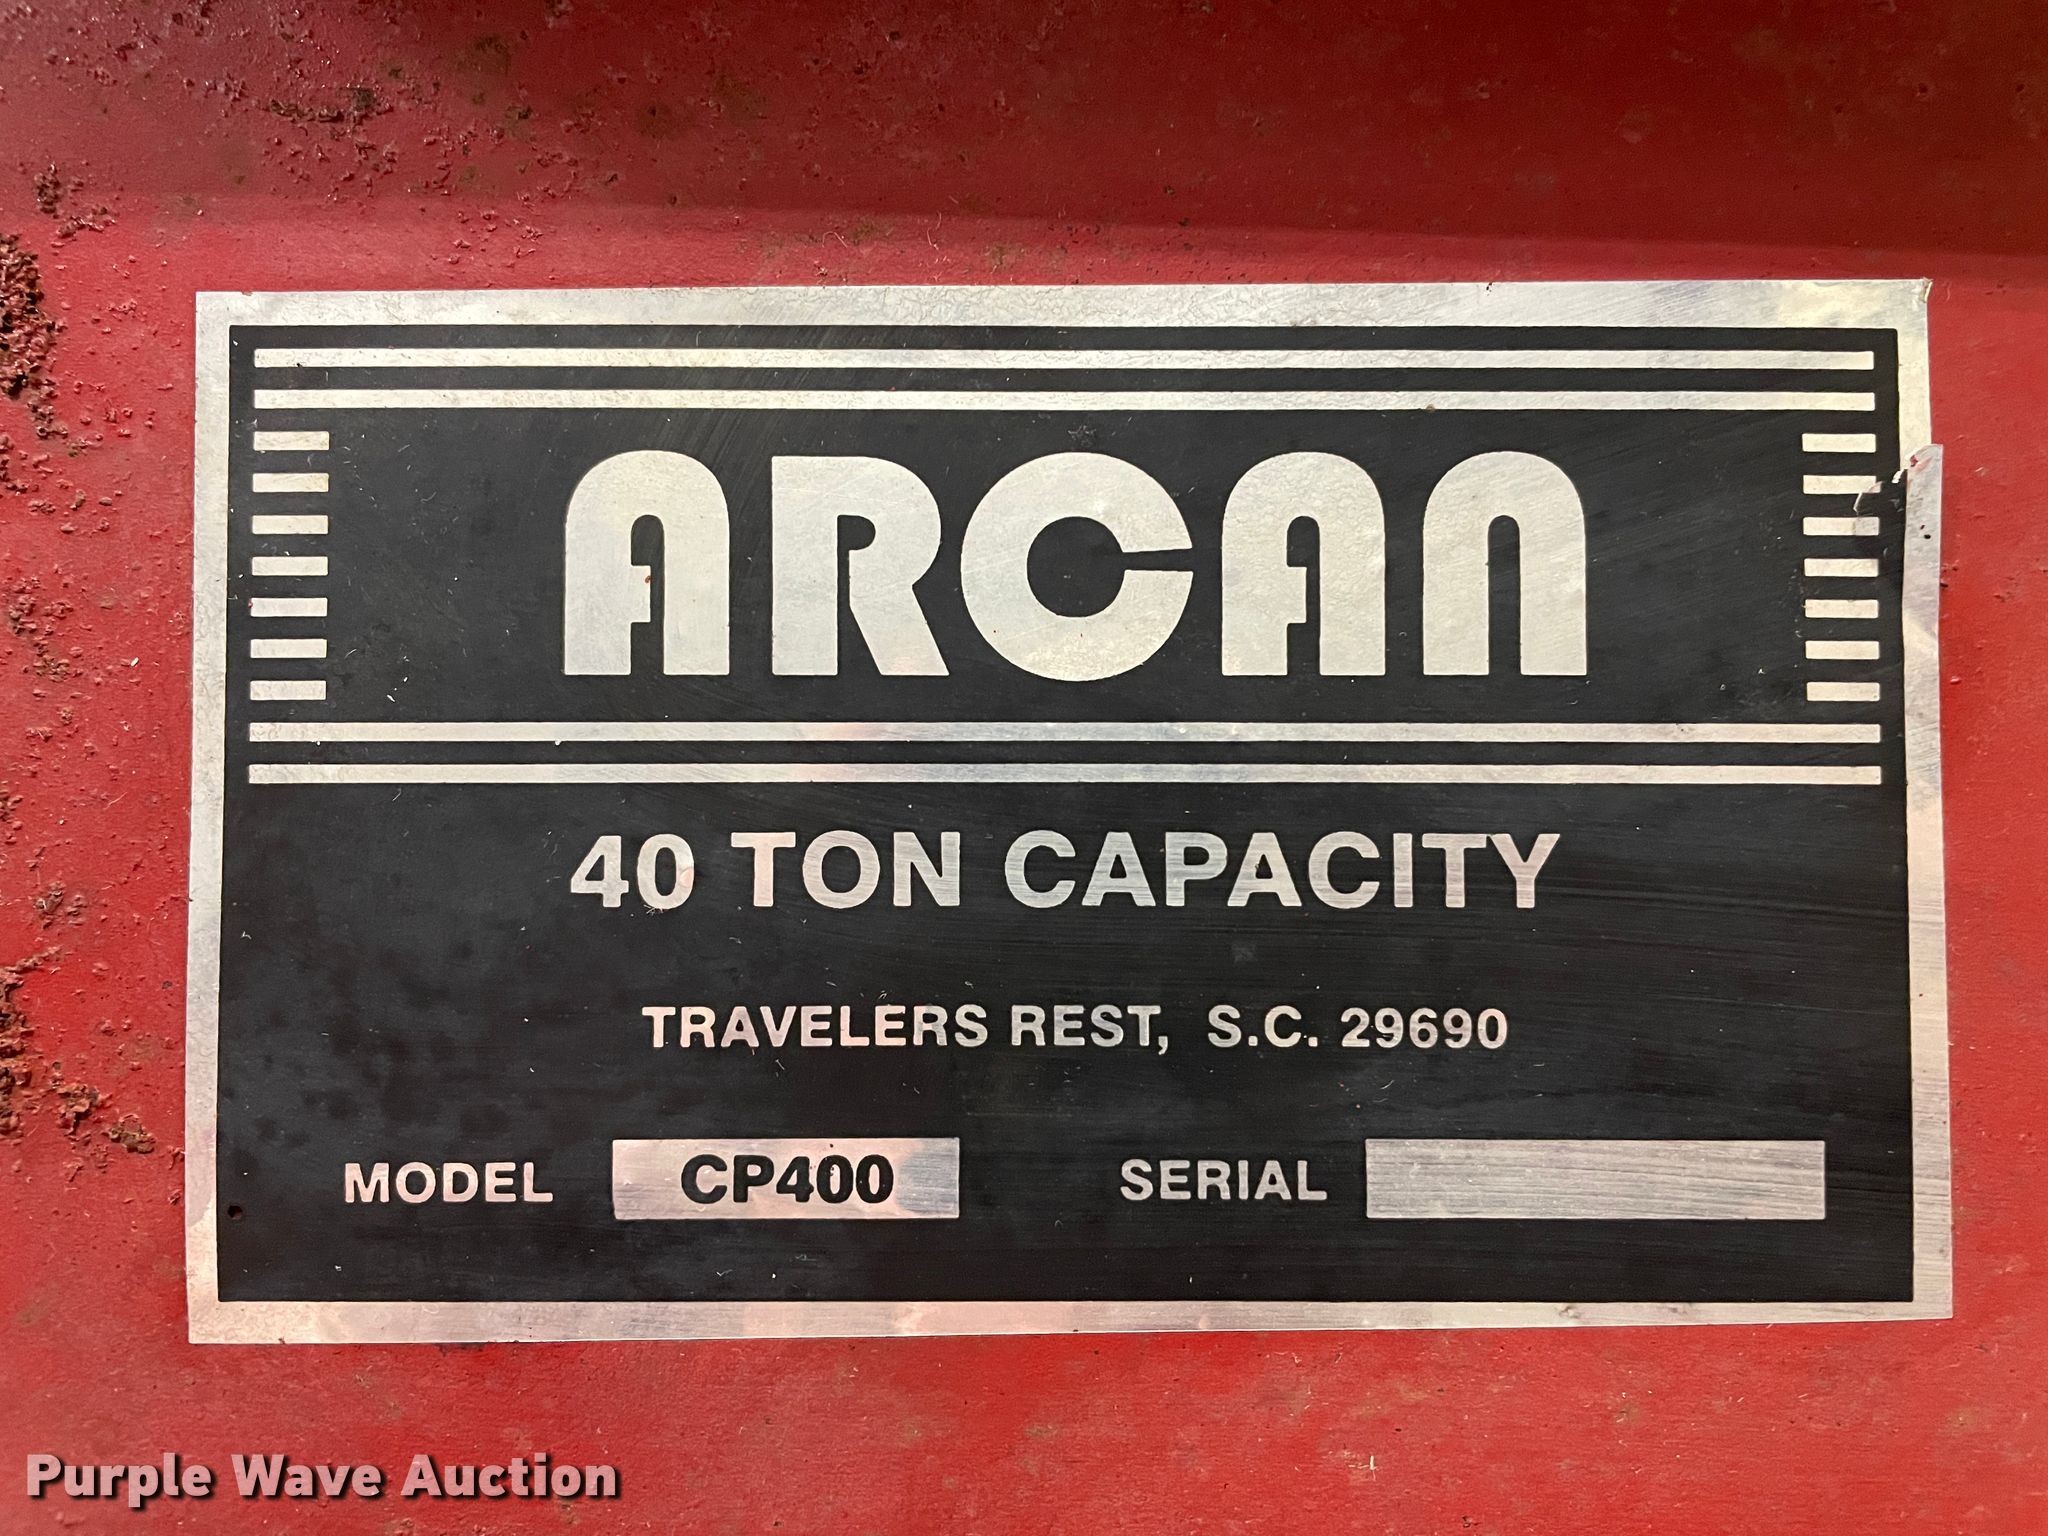 ARCAN
40 TON CAPACITY
TRAVELERS REST, S.C. 29690
MODEL CP400 SERIAL
Purple Wave Auction